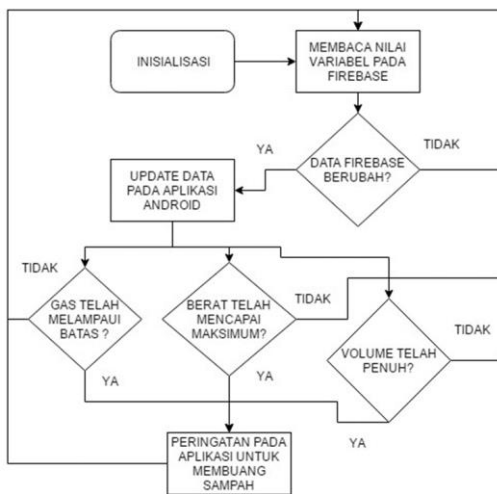 INISIALISASI
MEMBACA NILAI
VARIABEL PADA
FIREBASE
DATA FIREBASE
BERUBAH?
YA
TIDAK
UPDATE DATA
PADA APLIKASI
ANDROID
TIDAK
GAS TELAH
MELAMPAUI
BATAS ?
YA
BERAT TELAH
MENCAPAI
MAKSIMUM?
TIDAK
YA
VOLUME TELAH
PENUH?
TIDAK
YA
PERINGATAN PADA
APLIKASI UNTUK
MEMBUANG
SAMPAH